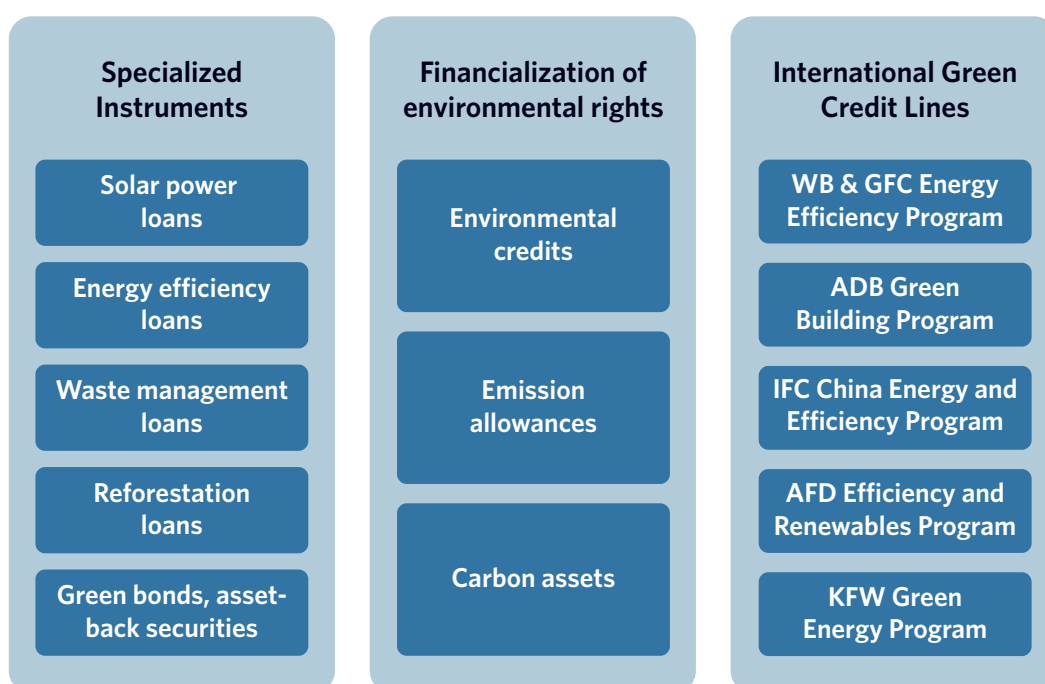 Specialized
Instruments
Solar power
loans
Energy efficiency
loans
Waste management
loans
Reforestation
loans
Green bonds, asset-
back securities
Financialization of
environmental rights
Environmental
credits
Emission
allowances
Carbon assets
International Green
Credit Lines
WB & GFC Energy
Efficiency Program
ADB Green
Building Program
IFC China Energy and
Efficiency Program
AFD Efficiency and
Renewables Program
KFW Green
Energy Program